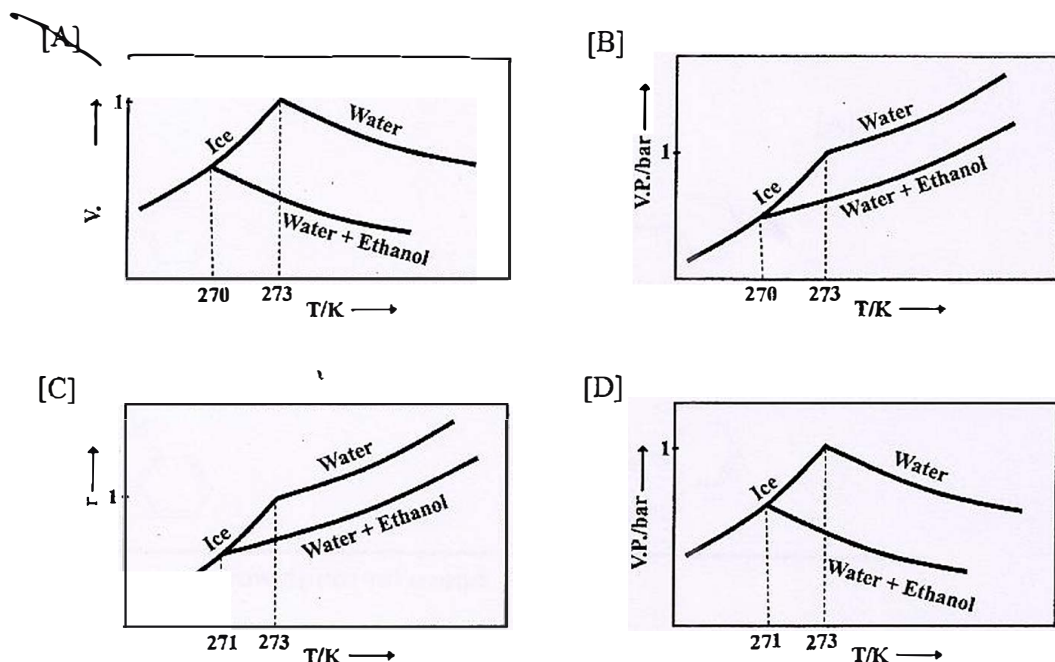 [A]
1
V.
Ice
Water
Water + Ethanol
270 273
T/K
[B]
V.P./bar
1
Ice
Water
Water + Ethanol
270 273
T/K
[C]
r
1
Ice
Water
Water + Ethanol
271 273
T/K
[D]
V.P./bar
1
Ice
Water
Water + Ethanol
271 273
T/K